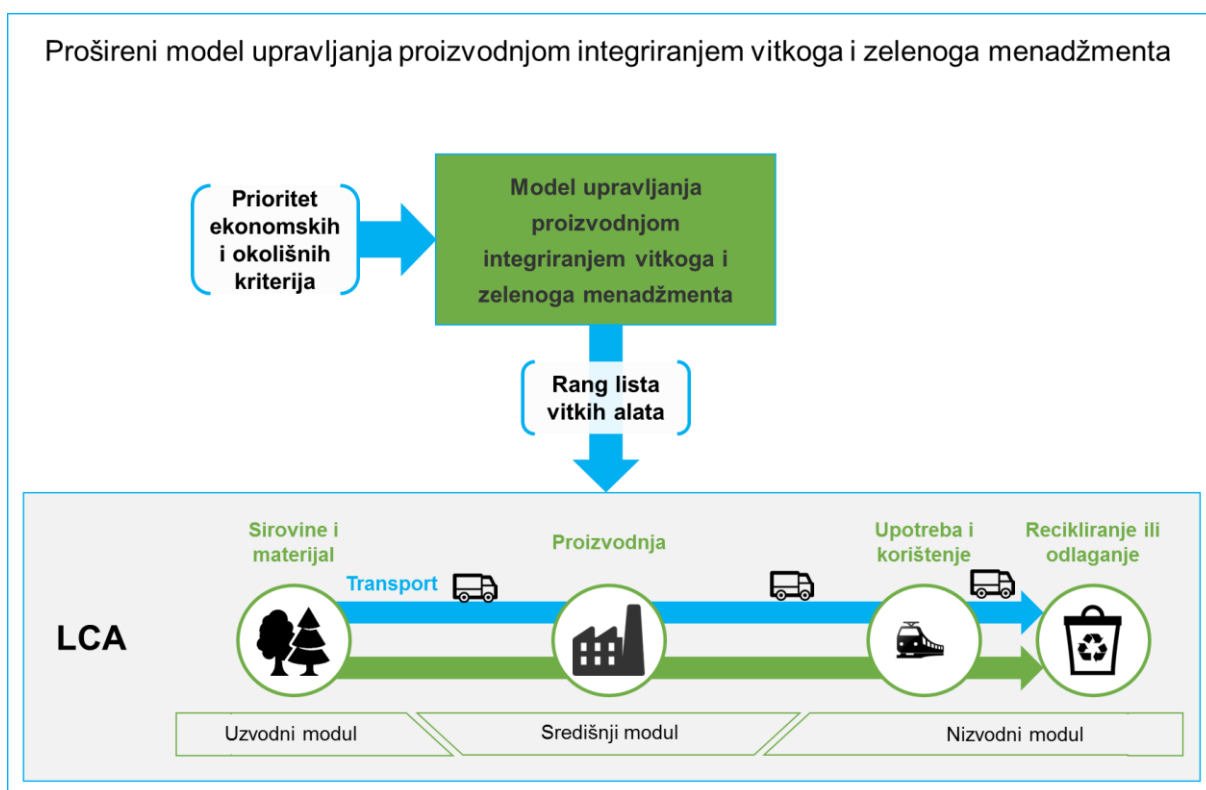 Prošireni model upravljanja proizvodnjom integriranjem vitkoga i zelenoga menadžmenta
Prioritet
ekonomskih
i okolišnih
kriterija
Model upravljanja
proizvodnjom
integriranjem vitkoga i
zelenoga menadžmenta
Rang lista
vitkih alata
LCA
Sirovine i
materijal
Transport
Proizvodnja
Upotreba i
korištenje
Recikliranje ili
odlaganje
Uzvodni modul
Središnji modul
Nizvodni modul